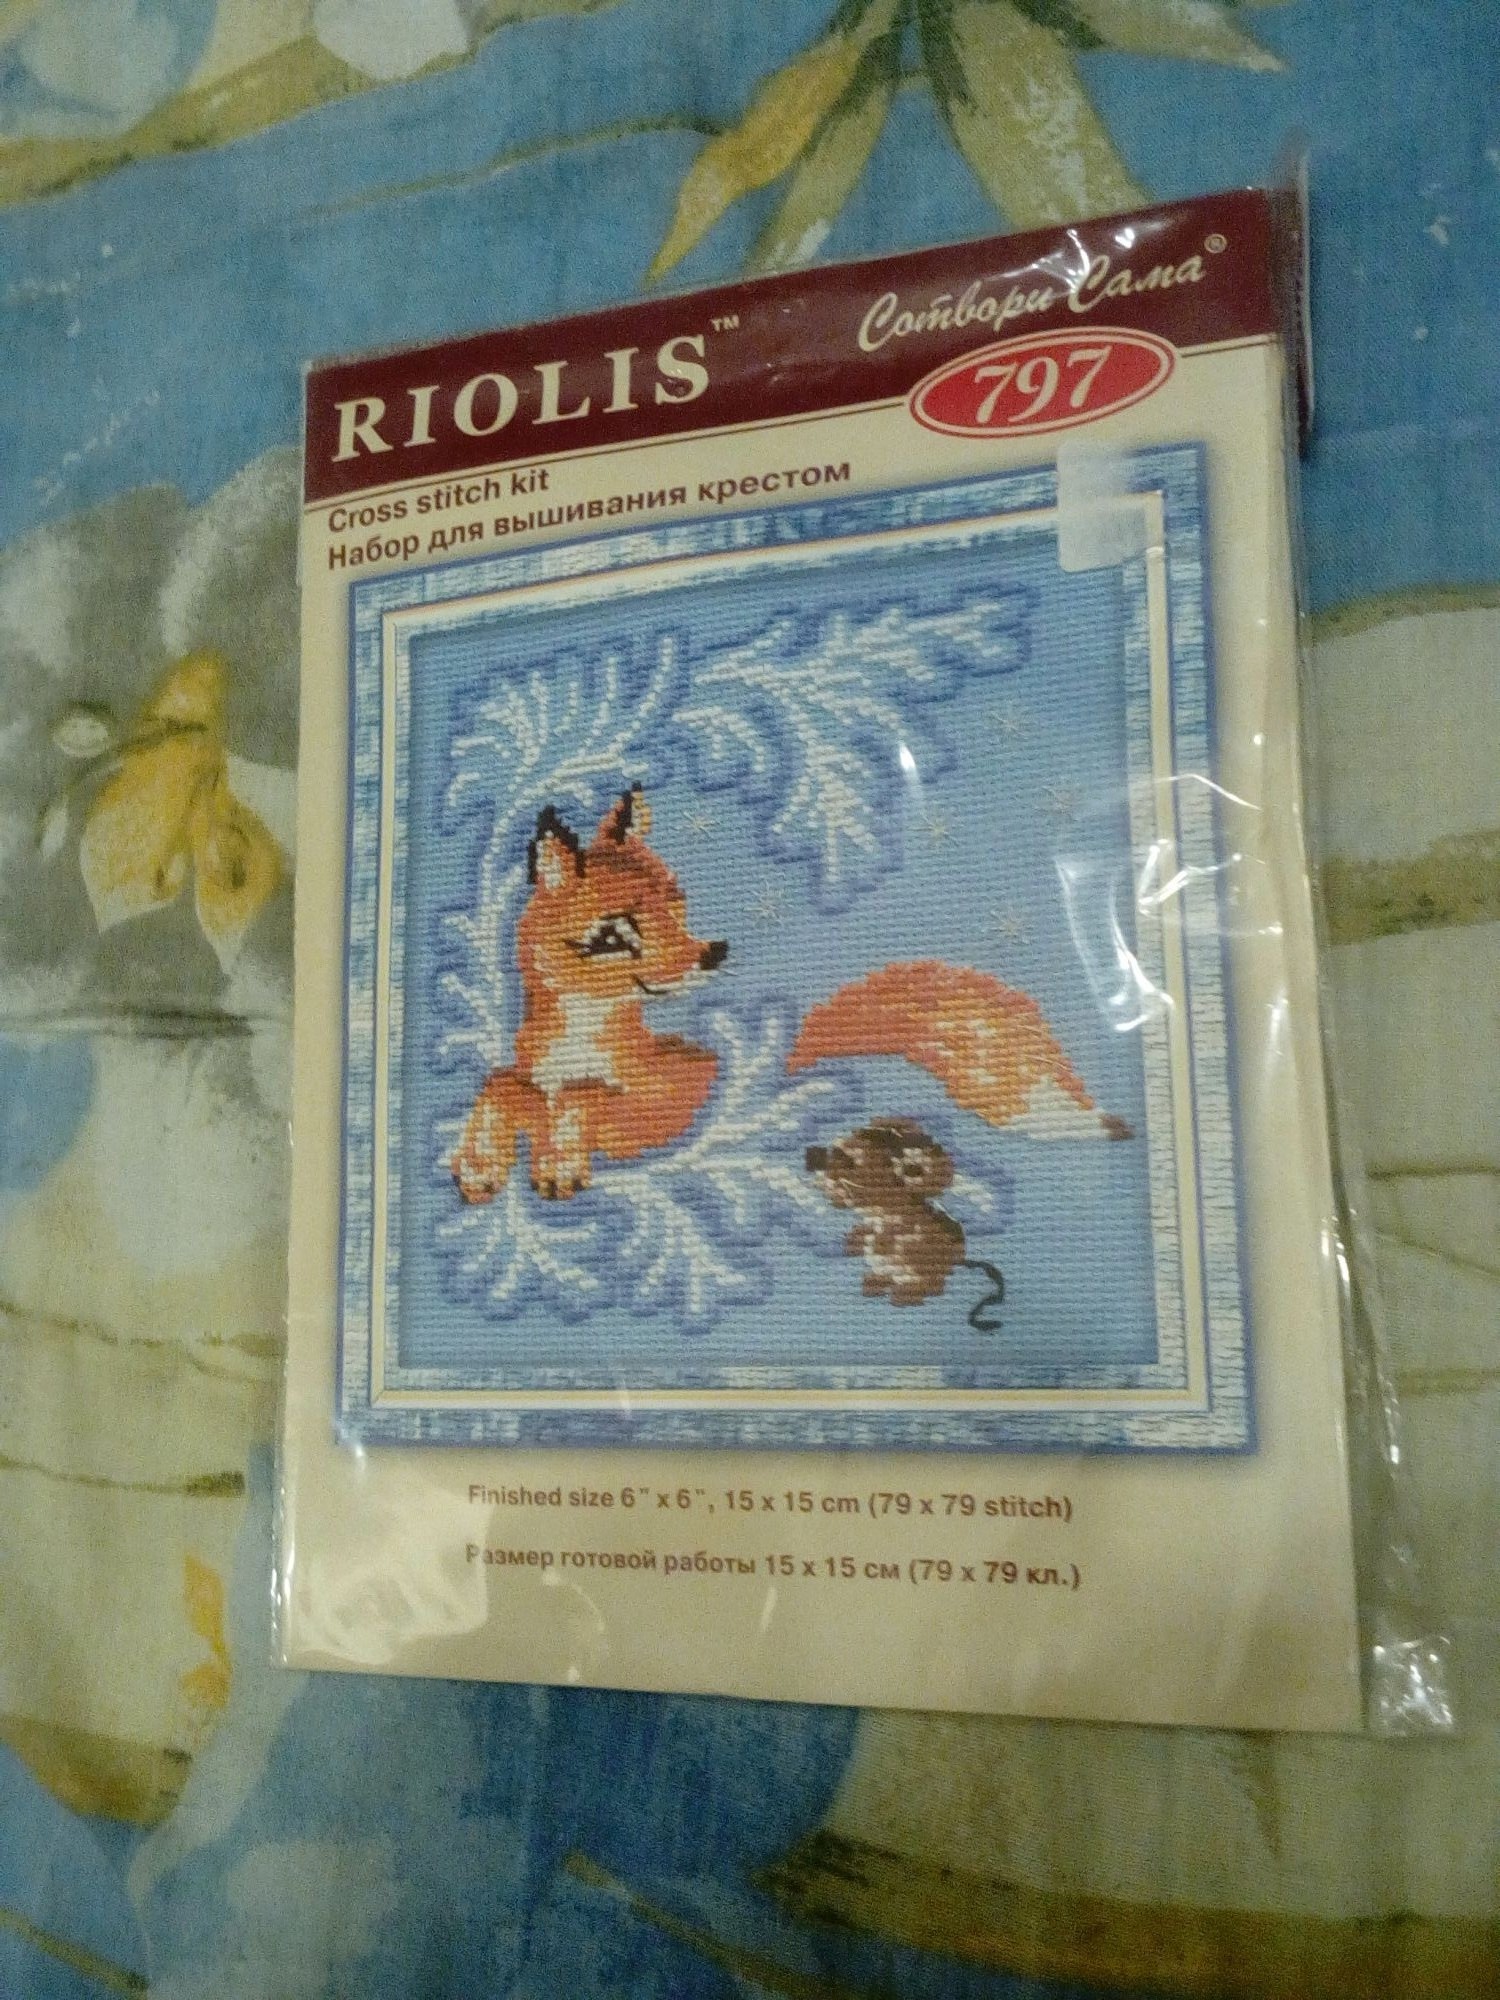 RIOLIS™
Сотвори Сама®
797
Cross stitch kit
Набор для вышивания крестом
Finished size 6" x 6", 15 x 15 cm (79 x 79 stitch)
Размер готовой работы 15 x 15 см (79 x 79 кл.)